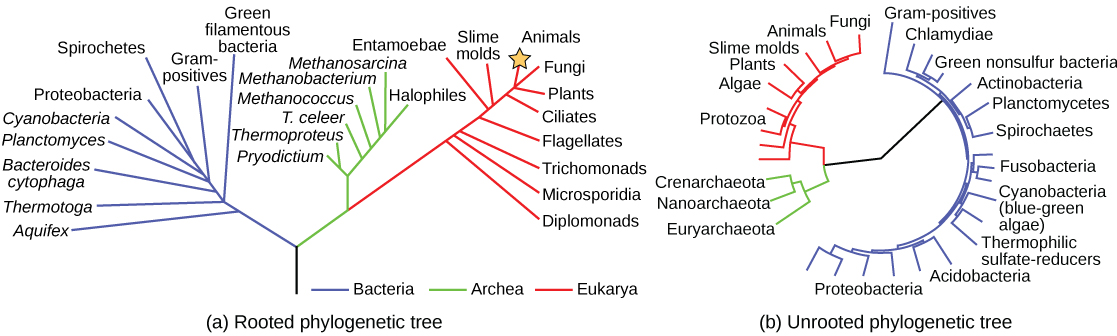 Green
filamentous
bacteria
Spirochetes
Gram-
positives
Proteobacteria
Cyanobacteria
Planctomyces
Bacteroides
cytophaga
Thermotoga
Aquifex
Entamoebae
Slime
molds
Animals
Methanosarcina
Methanobacterium
Halophiles
Methanococcus
T. celeer
Thermoproteus
Pryodictium
Fungi
Plants
Ciliates
Flagellates
Trichomonads
Microsporidia
Diplomonads
Bacteria
Archea
Eukarya
(a) Rooted phylogenetic tree
Fungi
Animals
Slime molds
Plants
Algae
Protozoa
Crenarchaeota
Nanoarchaeota
Euryarchaeota
Gram-positives
Chlamydiae
Green nonsulfur bacteria
Actinobacteria
Planctomycetes
Spirochaetes
Fusobacteria
Cyanobacteria
(blue-green
algae)
Thermophilic
sulfate-reducers
Acidobacteria
Proteobacteria
(b) Unrooted phylogenetic tree